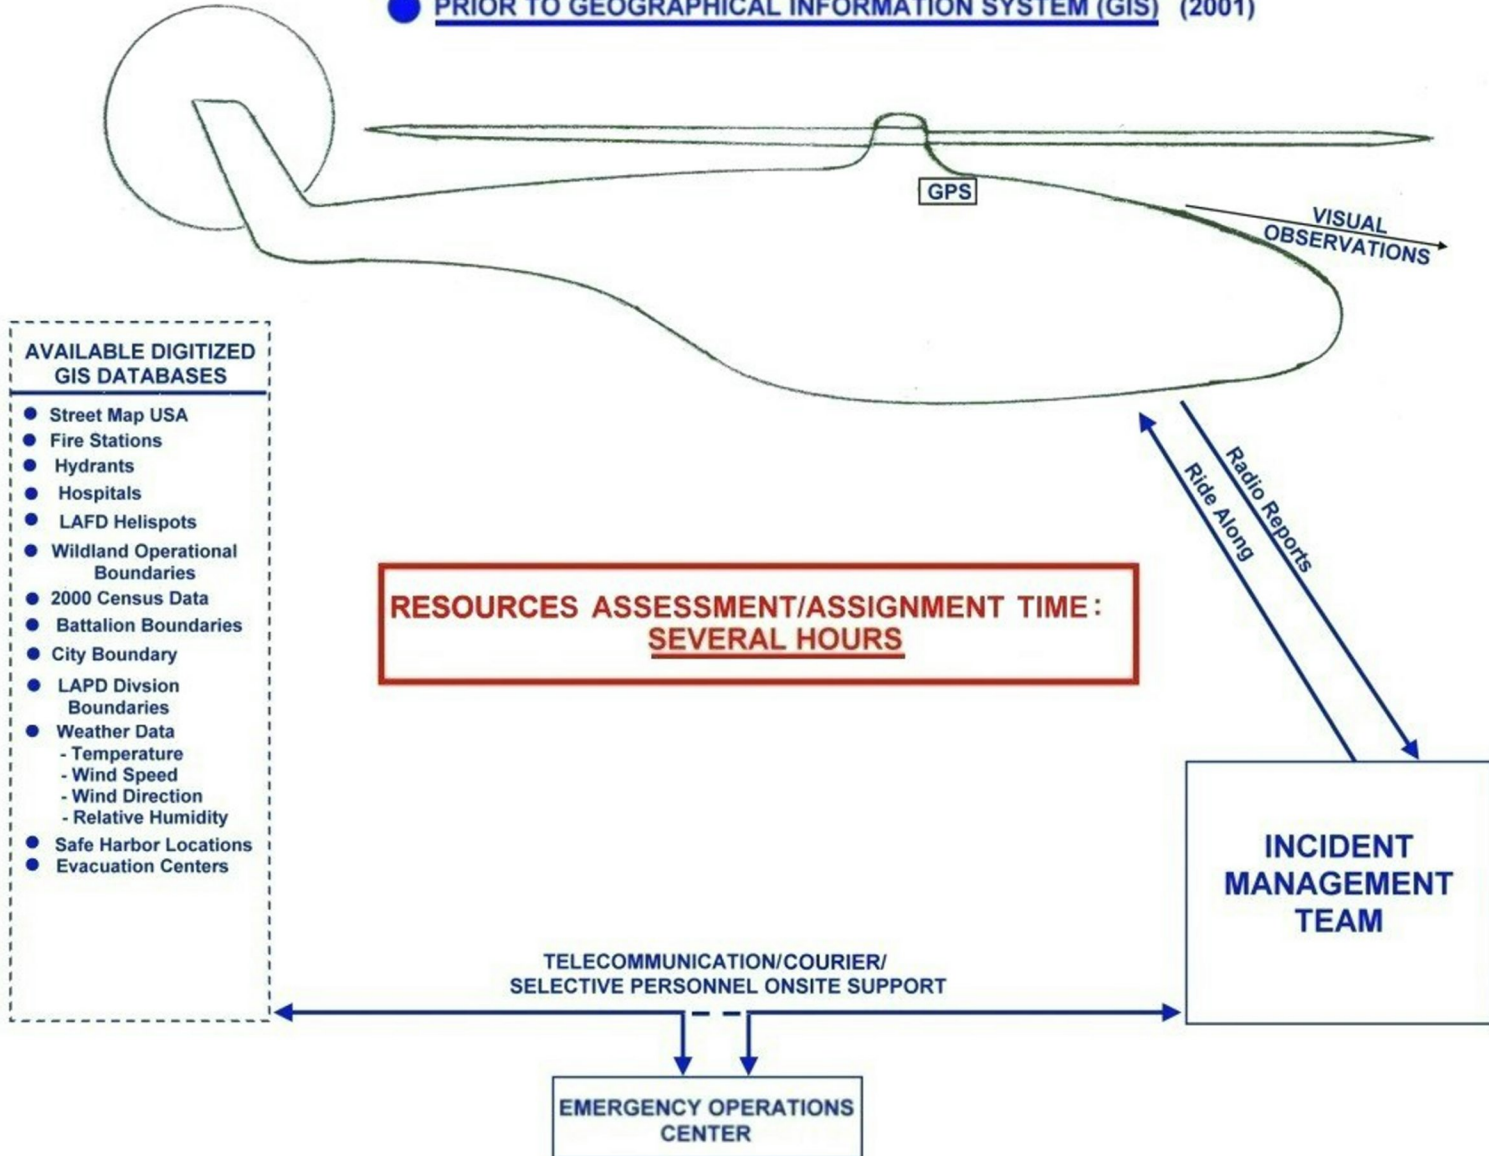 PRIOR TO GEOGRAPHICAL INFORMATION SYSTEM (GIS) (2001)
GPS
VISUAL
OBSERVATIONS
AVAILABLE DIGITIZED
GIS DATABASES
Street Map USA
Fire Stations
Hydrants
Hospitals
LAFD Helispots
Wildland Operational
Boundaries
2000 Census Data
Battalion Boundaries
City Boundary
LAPD Divsion
Boundaries
Weather Data
- Temperature
- Wind Speed
- Wind Direction
- Relative Humidity
Safe Harbor Locations
Evacuation Centers
Ride Along
Radio Reports
RESOURCES ASSESSMENT/ASSIGNMENT TIME:
SEVERAL HOURS
INCIDENT
MANAGEMENT
TEAM
TELECOMMUNICATION/COURIER/
SELECTIVE PERSONNEL ONSITE SUPPORT
EMERGENCY OPERATIONS
CENTER